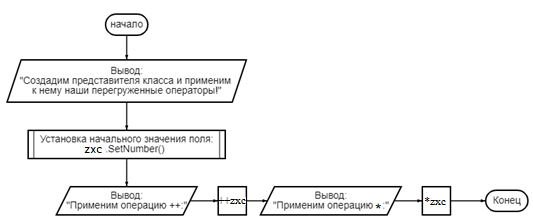 начало
Вывод:
"Создадим представителя класса и применим
к нему наши перегруженные операторы!"
Установка начального значения поля:
zxc .SetNumber()
Вывод:
"Применим операцию ++:"
++zxc
Вывод:
"Применим операцию * :"
*zxc
Конец